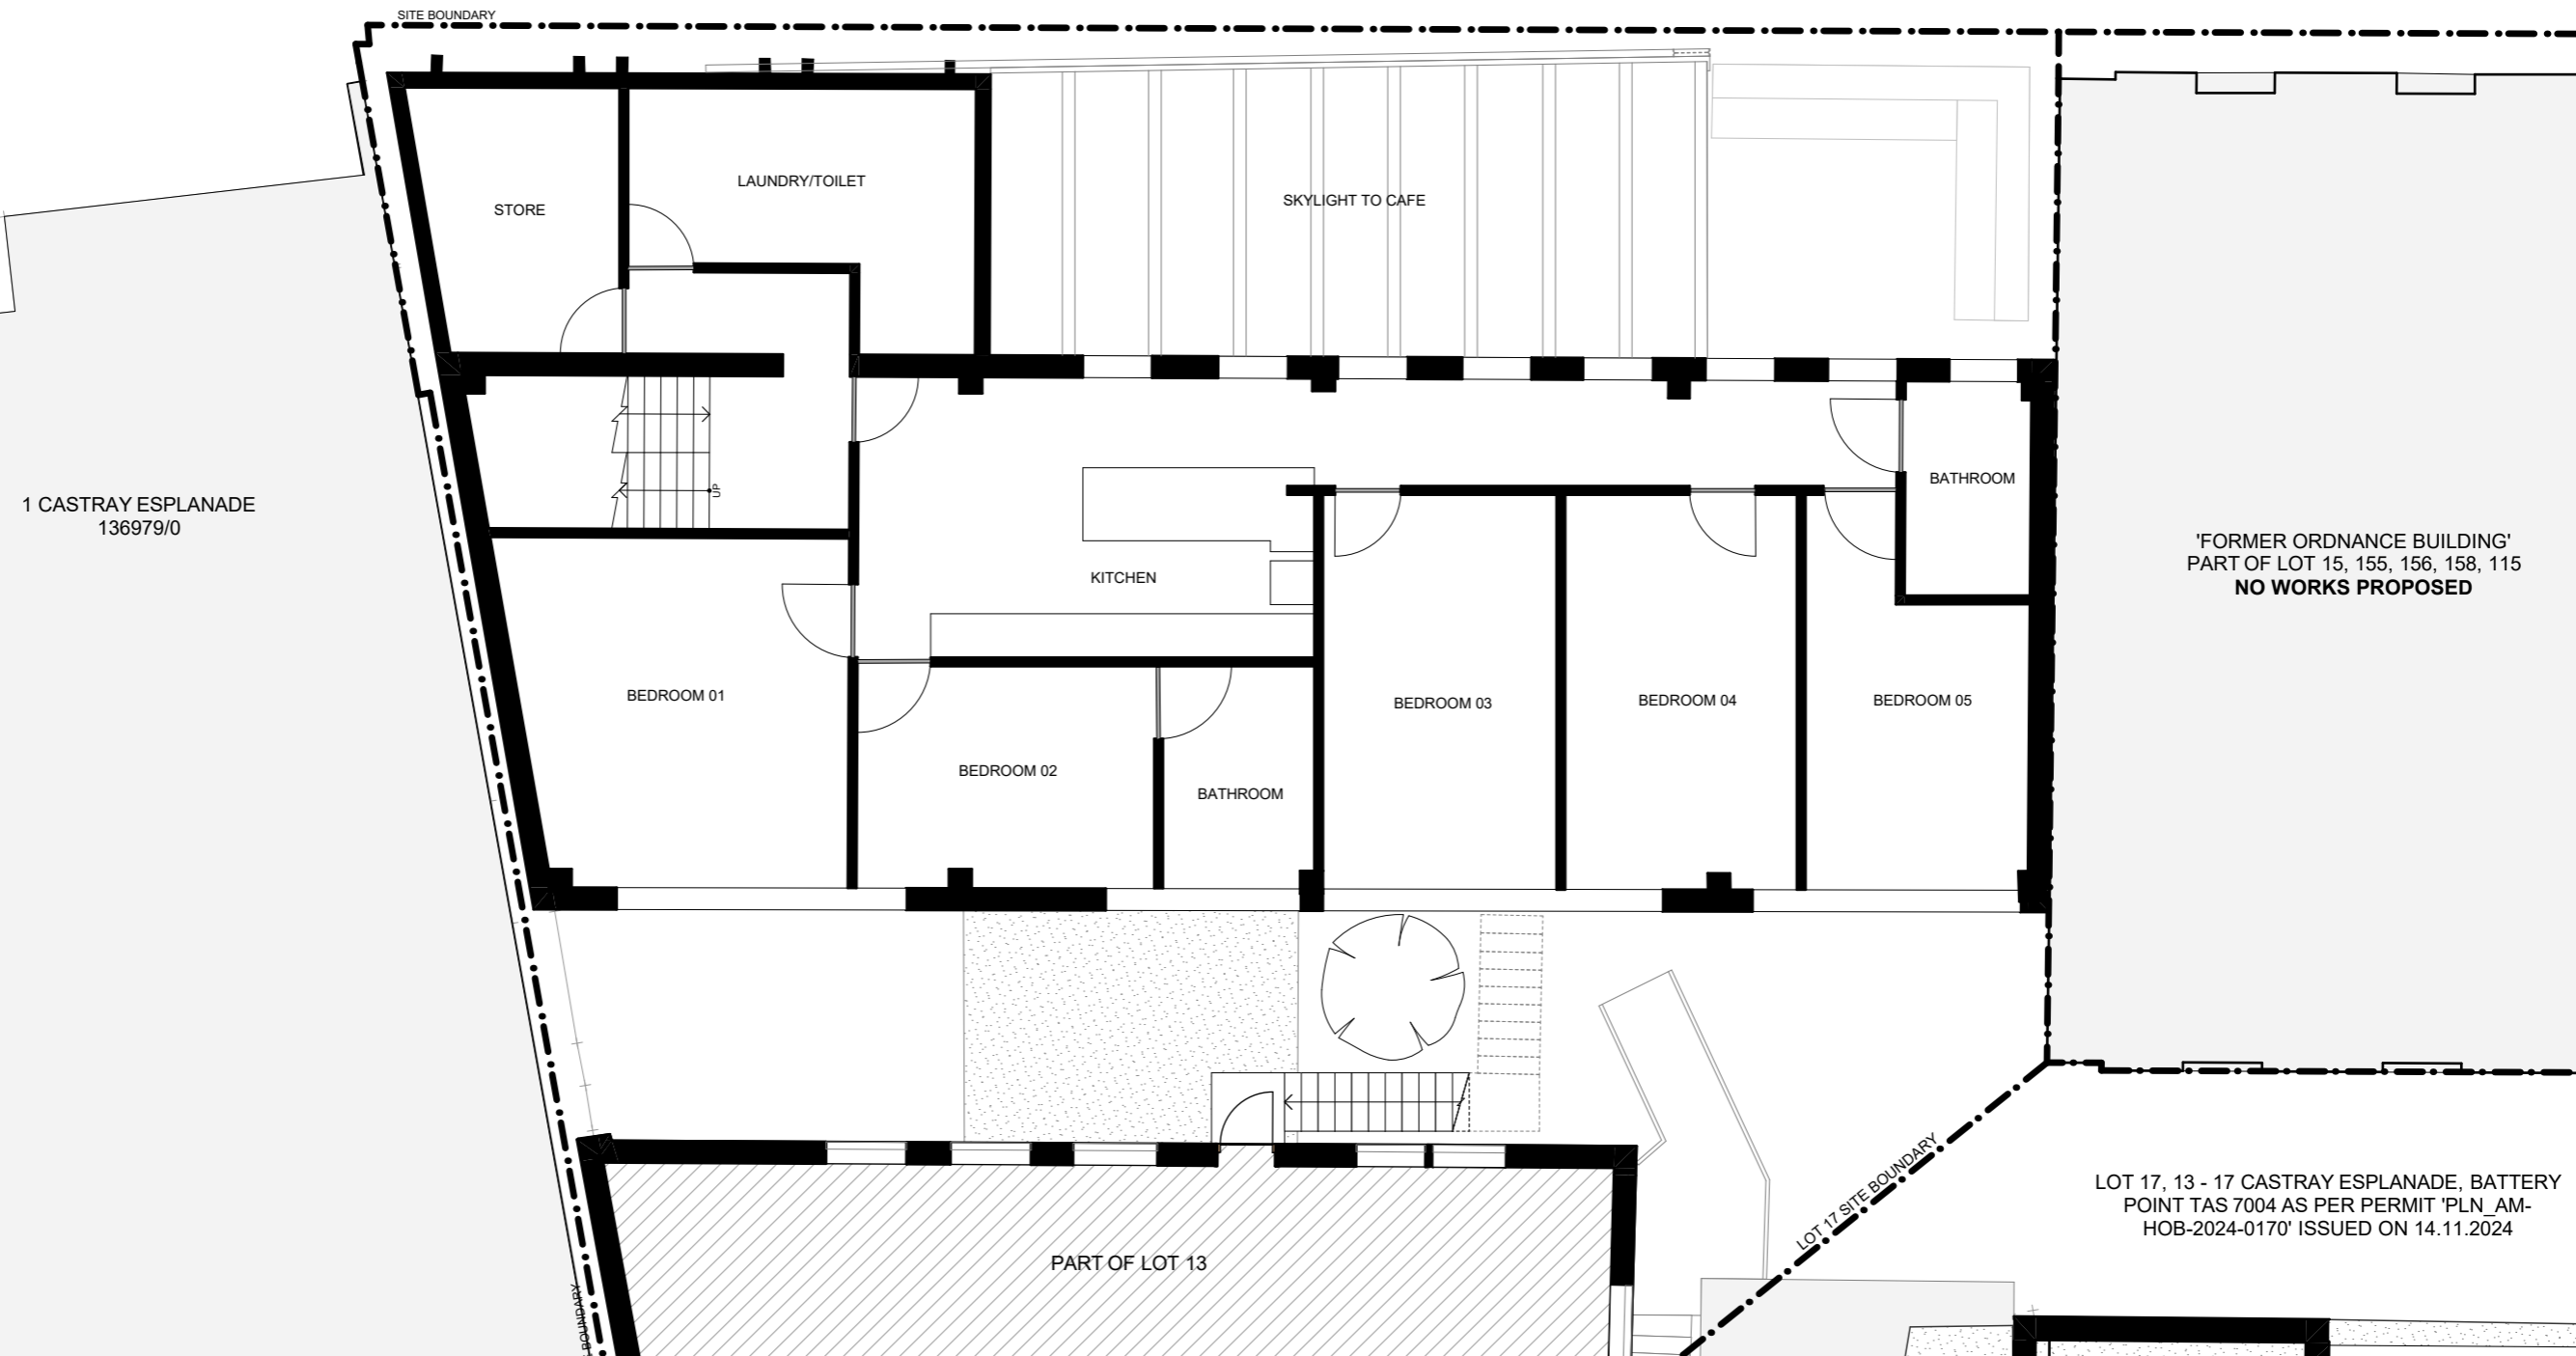 SITE BOUNDARY
LAUNDRY/TOILET
STORE
SKYLIGHT TO CAFE
1 CASTRAY ESPLANADE
136979/0
UP
BATHROOM
'FORMER ORDNANCE BUILDING'
PART OF LOT 15, 155, 156, 158, 115
NO WORKS PROPOSED
KITCHEN
BEDROOM 01
BEDROOM 02
BATHROOM
BEDROOM 03
BEDROOM 04
BEDROOM 05
LOT 17 SITE BOUNDARY
LOT 17, 13 - 17 CASTRAY ESPLANADE, BATTERY
POINT TAS 7004 AS PER PERMIT 'PLN_AM-
HOB-2024-0170' ISSUED ON 14.11.2024
PART OF LOT 13
BOUNDARY